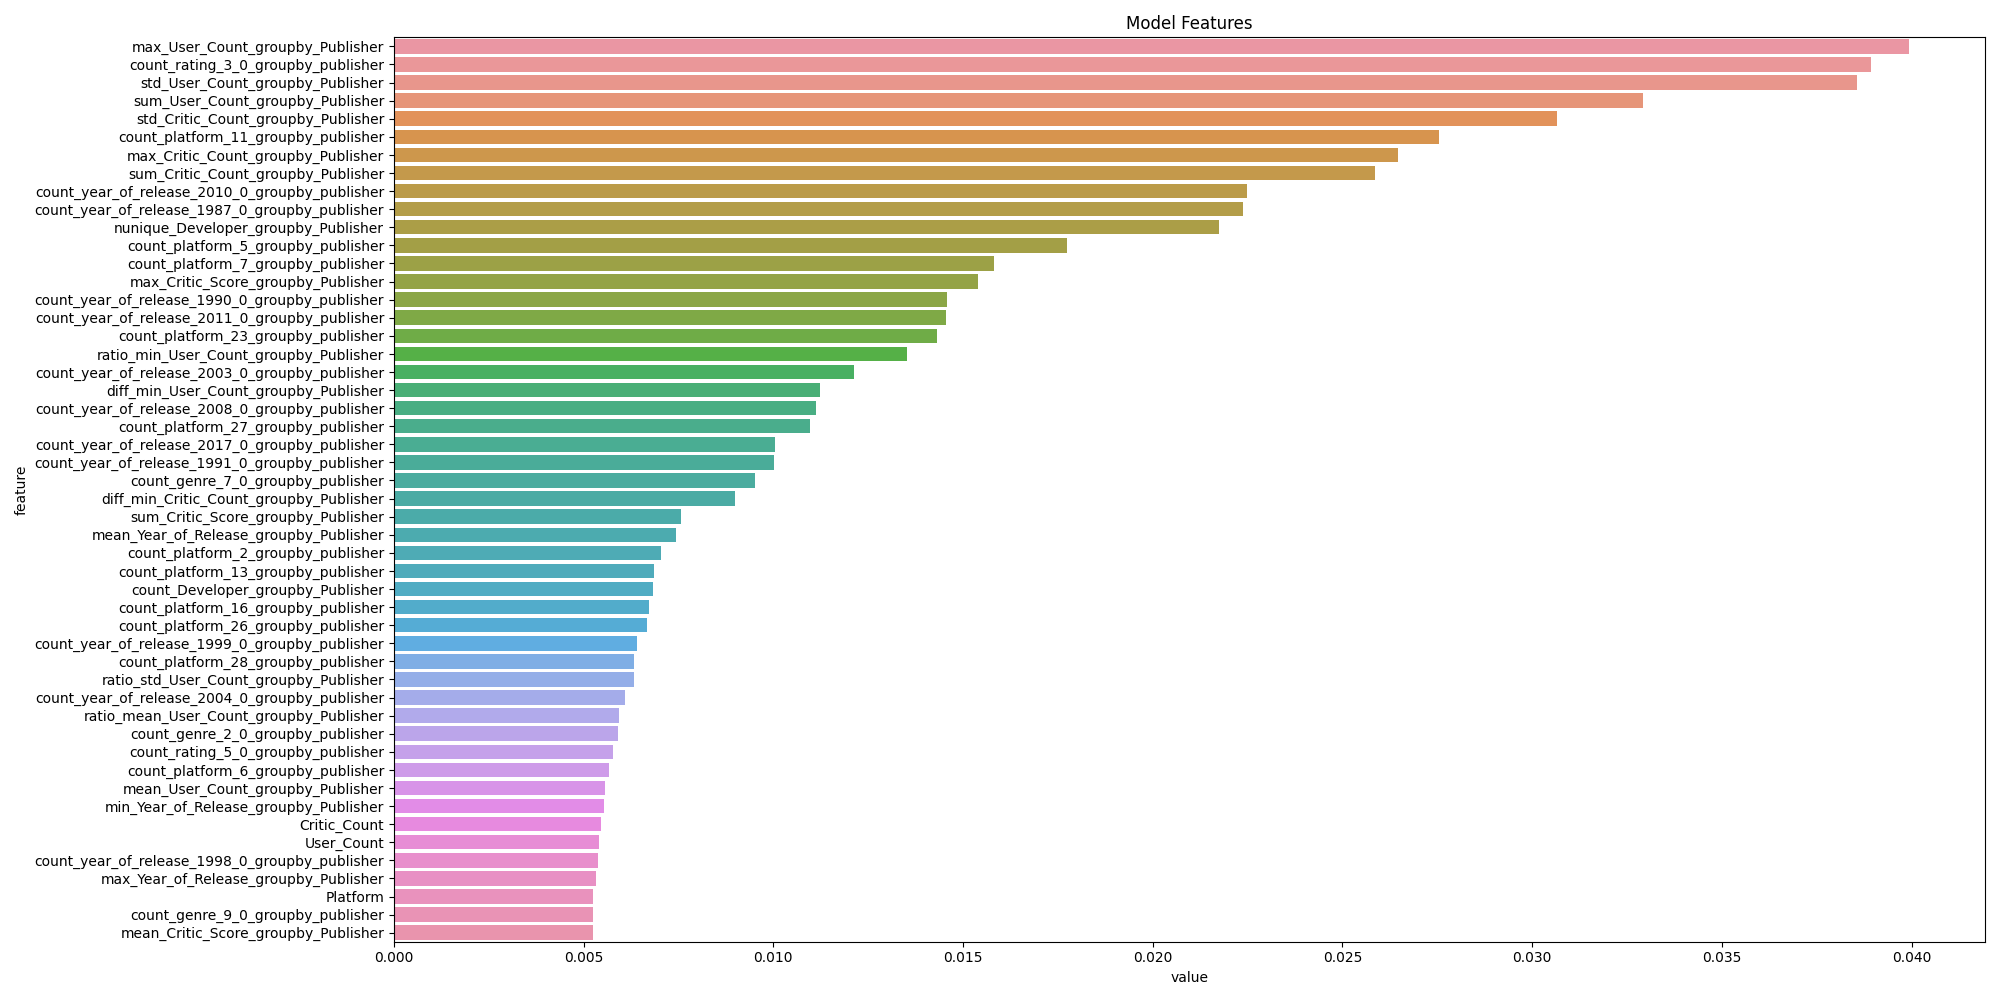 Model Features
max_User_Count_groupby_Publisher
count_rating_3_0_groupby_publisher
std_User_Count_groupby_Publisher
sum_User_Count_groupby_Publisher
std_Critic_Count_groupby_Publisher
count_platform_11_groupby_publisher
max_Critic_Count_groupby_Publisher
sum_Critic_Count_groupby_Publisher
count_year_of_release_2010_0_groupby_publisher
count_year_of_release_1987_0_groupby_publisher
nunique_Developer_groupby_Publisher
count_platform_5_groupby_publisher
count_platform_7_groupby_publisher
max_Critic_Score_groupby_Publisher
count_year_of_release_1990_0_groupby_publisher
count_year_of_release_2011_0_groupby_publisher
count_platform_23_groupby_publisher
ratio_min_User_Count_groupby_Publisher
count_year_of_release_2003_0_groupby_publisher
diff_min_User_Count_groupby_Publisher
count_year_of_release_2008_0_groupby_publisher
count_platform_27_groupby_publisher
count_year_of_release_2017_0_groupby_publisher
count_year_of_release_1991_0_groupby_publisher
count_genre_7_0_groupby_publisher
diff_min_Critic_Count_groupby_Publisher
sum_Critic_Score_groupby_Publisher
mean_Year_of_Release_groupby_Publisher
count_platform_2_groupby_publisher
count_platform_13_groupby_publisher
count_Developer_groupby_Publisher
count_platform_16_groupby_publisher
count_platform_26_groupby_publisher
count_year_of_release_1999_0_groupby_publisher
count_platform_28_groupby_publisher
ratio_std_User_Count_groupby_Publisher
count_year_of_release_2004_0_groupby_publisher
ratio_mean_User_Count_groupby_Publisher
count_genre_2_0_groupby_publisher
count_rating_5_0_groupby_publisher
count_platform_6_groupby_publisher
mean_User_Count_groupby_Publisher
min_Year_of_Release_groupby_Publisher
Critic_Count
User_Count
count_year_of_release_1998_0_groupby_publisher
max_Year_of_Release_groupby_Publisher
Platform
count_genre_9_0_groupby_publisher
mean_Critic_Score_groupby_Publisher
feature
0.000 0.005 0.010 0.015 0.020 0.025 0.030 0.035 0.040
value